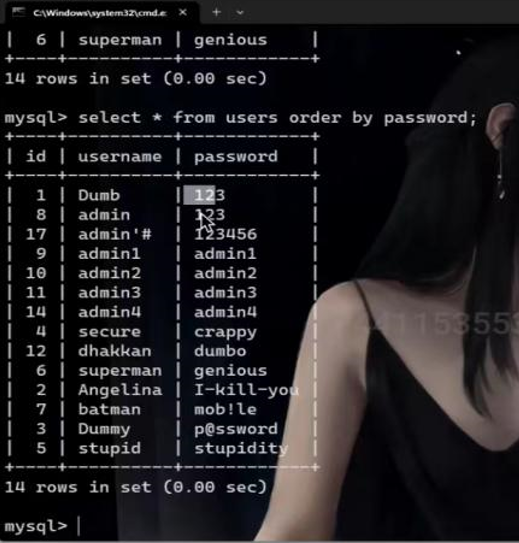 C:\Windows\system32\cmd.e
| 6 | superman | genious |
+----+----------+------------+
14 rows in set (0.00 sec)
mysql> select * from users order by password;
+----+----------+------------+
| id | username | password |
+----+----------+------------+
| 1 | Dumb | 123 |
| 8 | admin | 123 |
| 17 | admin'# | 123456 |
| 9 | admin1 | admin1 |
| 10 | admin2 | admin2 |
| 11 | admin3 | admin3 |
| 14 | admin4 | admin4 |
| 4 | secure | crappy |
| 12 | dhakkan | dumbo |
| 6 | superman | genious |
| 2 | Angelina | I-kill-you |
| 7 | batman | mob!le |
| 3 | Dummy | p@ssword |
| 5 | stupid | stupidity |
+----+----------+------------+
14 rows in set (0.00 sec)
mysql>